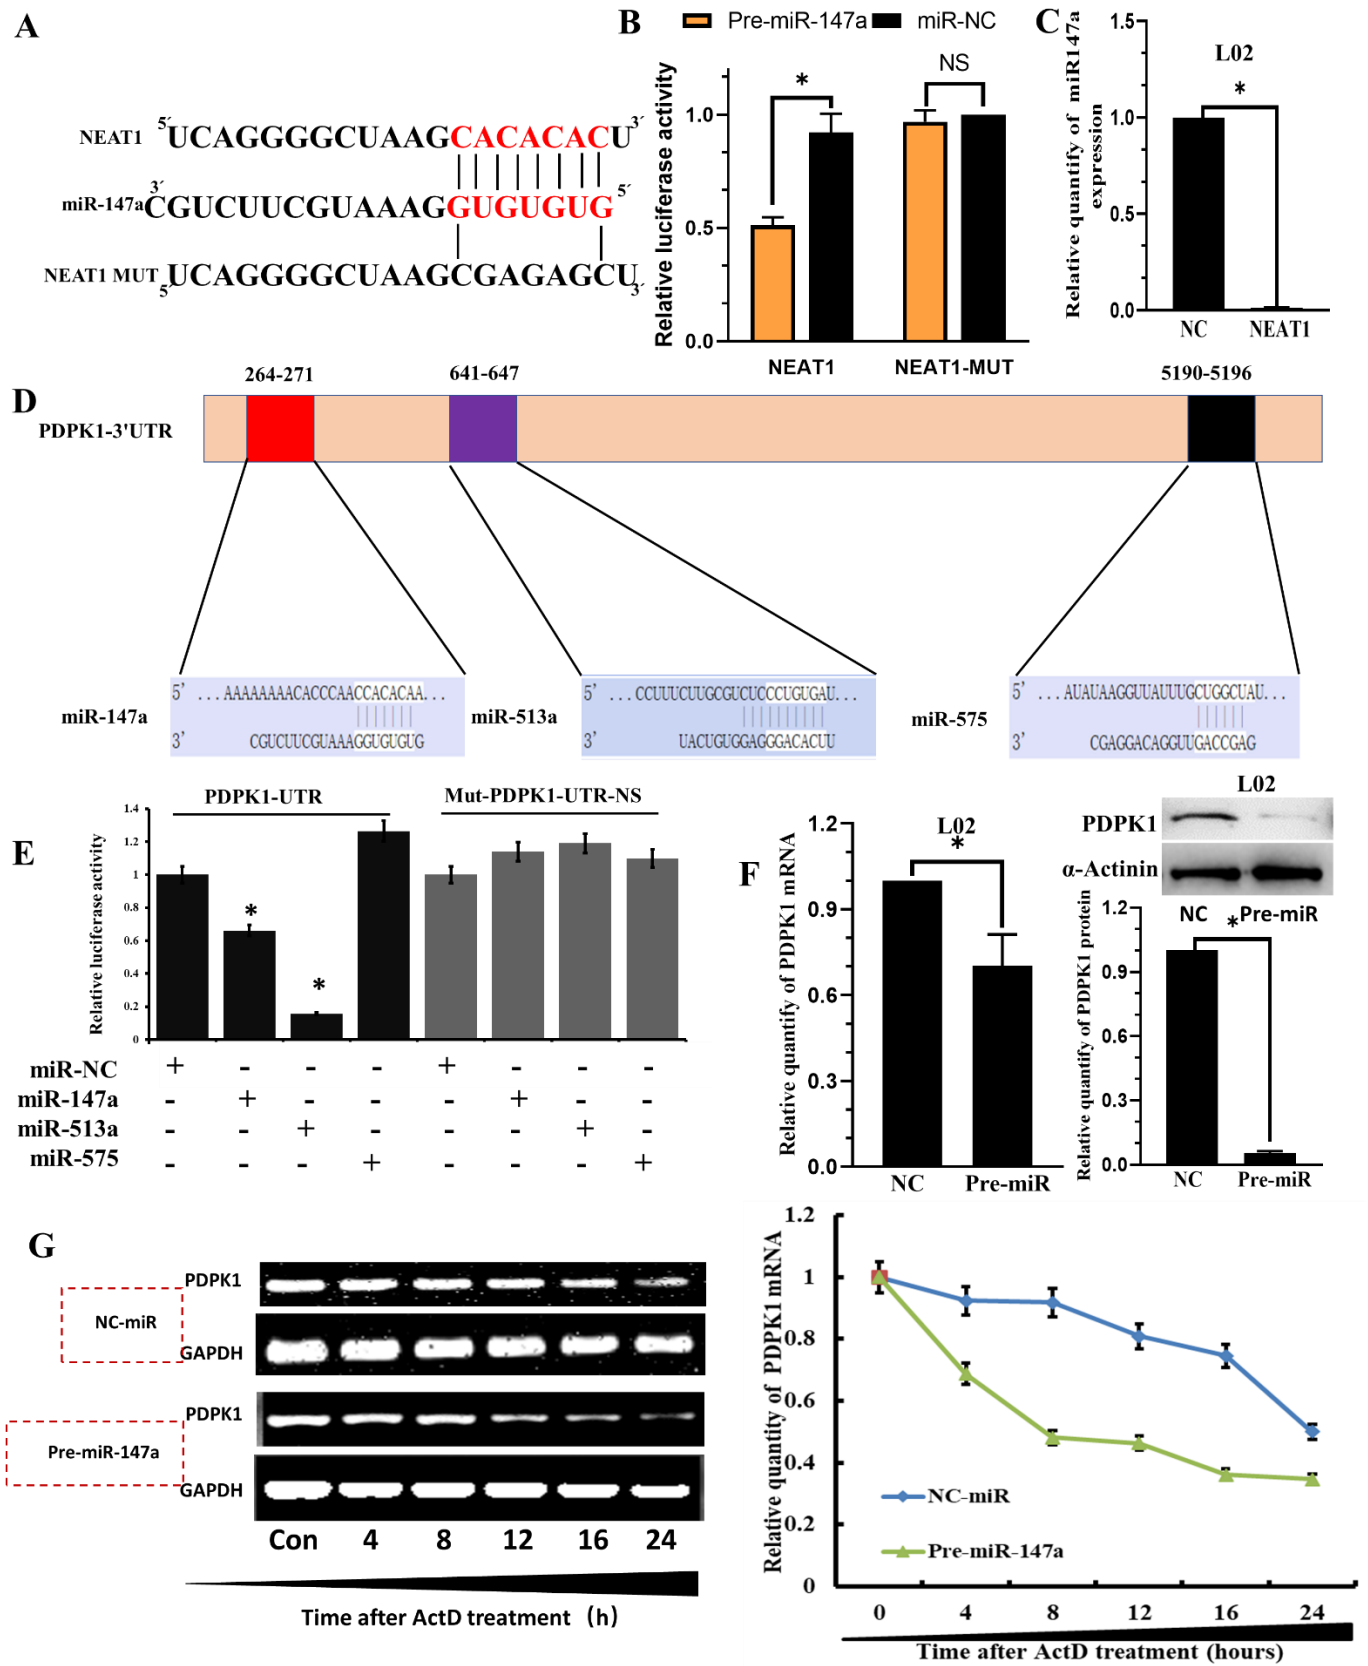 A
NEAT1 5´UCAGGGGCUAAGCACACACU3´
miR-147a 3´CGUCUUCGUAAAGGUGUGUG 5´
NEAT1 MUT 5´UCAGGGGCUAAGCGAGAGCU3´
B
Pre-miR-147a miR-NC
Relative luciferase activity
1.0
0.5
0.0
*
NS
NEAT1 NEAT1-MUT
C
Relative quantify of miR147a
expression
L02
*
1.5
1.0
0.5
0.0
NC NEAT1
D
264-271 641-647 5190-5196
PDPK1-3'UTR
miR-147a
5' ...AAAAAAAACACCCAACCACACAA...
3' CGUCUUCGUAAAGGUGUGUG
miR-513a
5' ...CCUUUCUUGCGUCUCCCUGUGAU...
3' UACUGUGGAGGGACACUU
miR-575
5' ...AUAUAAGGUUAUUUGCUGGCUAU...
3' CGAGGACAGGUUGACCGAG
E
PDPK1-UTR Mut-PDPK1-UTR-NS
Relative luciferase activity
1.4
1.2
1
0.8
0.6
0.4
0.2
0
*
*
miR-NC + - - - + - - -
miR-147a - + - - - + - -
miR-513a - - + - - - + -
miR-575 - - - + - - - +
F
Relative quantify of PDPK1 mRNA
L02
*
1.2
0.9
0.6
0.3
0.0
NC Pre-miR
L02
PDPK1
α-Actinin
NC Pre-miR
Relative quantify of PDPK1 protein
*
1.2
0.9
0.6
0.3
0.0
NC Pre-miR
G
NC-miR
PDPK1
GAPDH
Pre-miR-147a
PDPK1
GAPDH
Con 4 8 12 16 24
Time after ActD treatment (h)
Relative quantity of PDPK1 mRNA
1.2
1
0.8
0.6
0.4
0.2
0
NC-miR
Pre-miR-147a
0 4 8 12 16 24
Time after ActD treatment (hours)